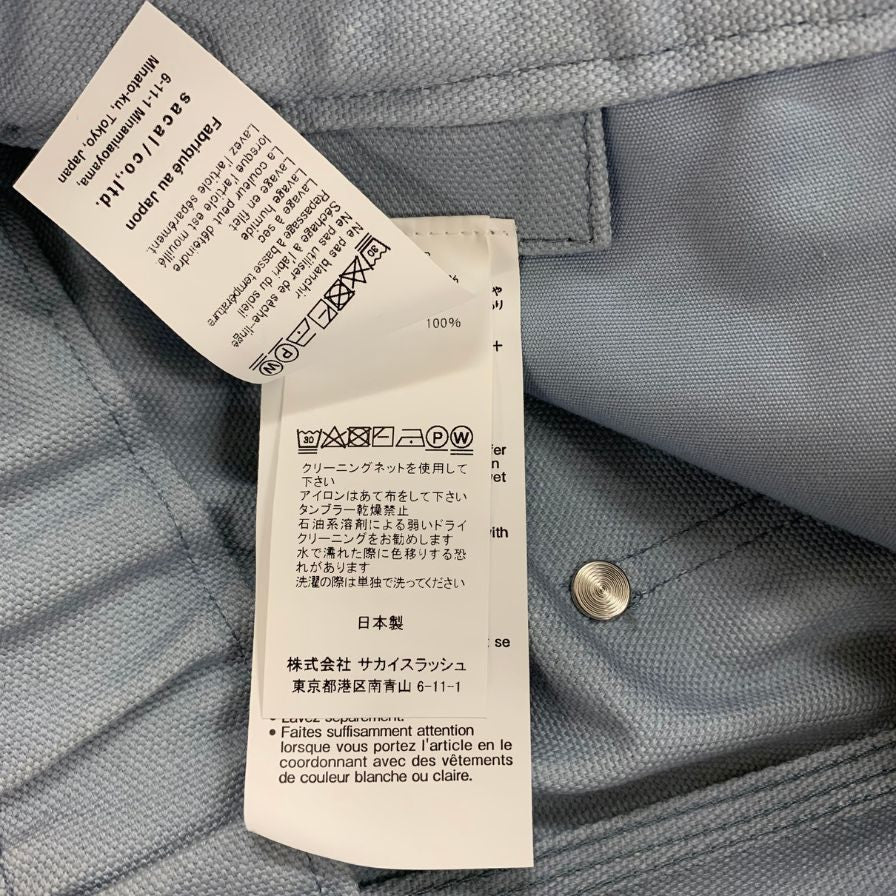 6-11-1 Minamiaoyama,
Minato-ku, Tokyo, Japan
sacai / co.,ltd.
Fabriqué au Japon
Lavez l'article séparément
lorsque l'article est mouillé
La couleur peut déteindre
Lavage en filet
Lavage humide
Lavage à sec
Repassage à basse température
Séchage à l'abri du soleil
Ne pas utiliser de sèche-linge
Ne pas blanchir
30
P
W
%
100%
や
り
+
30
P
W
クリーニングネットを使用して
下さい
アイロンはあて布をして下さい
タンブラー乾燥禁止
石油系溶剤による弱いドライ
クリーニングをお勧めします
水で濡れた際に色移りする恐
れがあります
洗濯の際は単独で洗ってください
日本製
株式会社 サカイスラッシュ
東京都港区南青山 6-11-1
fer
n
wet
with
se
• Lavez séparément.
• Faites suffisamment attention
lorsque vous portez l'article en le
coordonnant avec des vêtements
de couleur blanche ou claire.